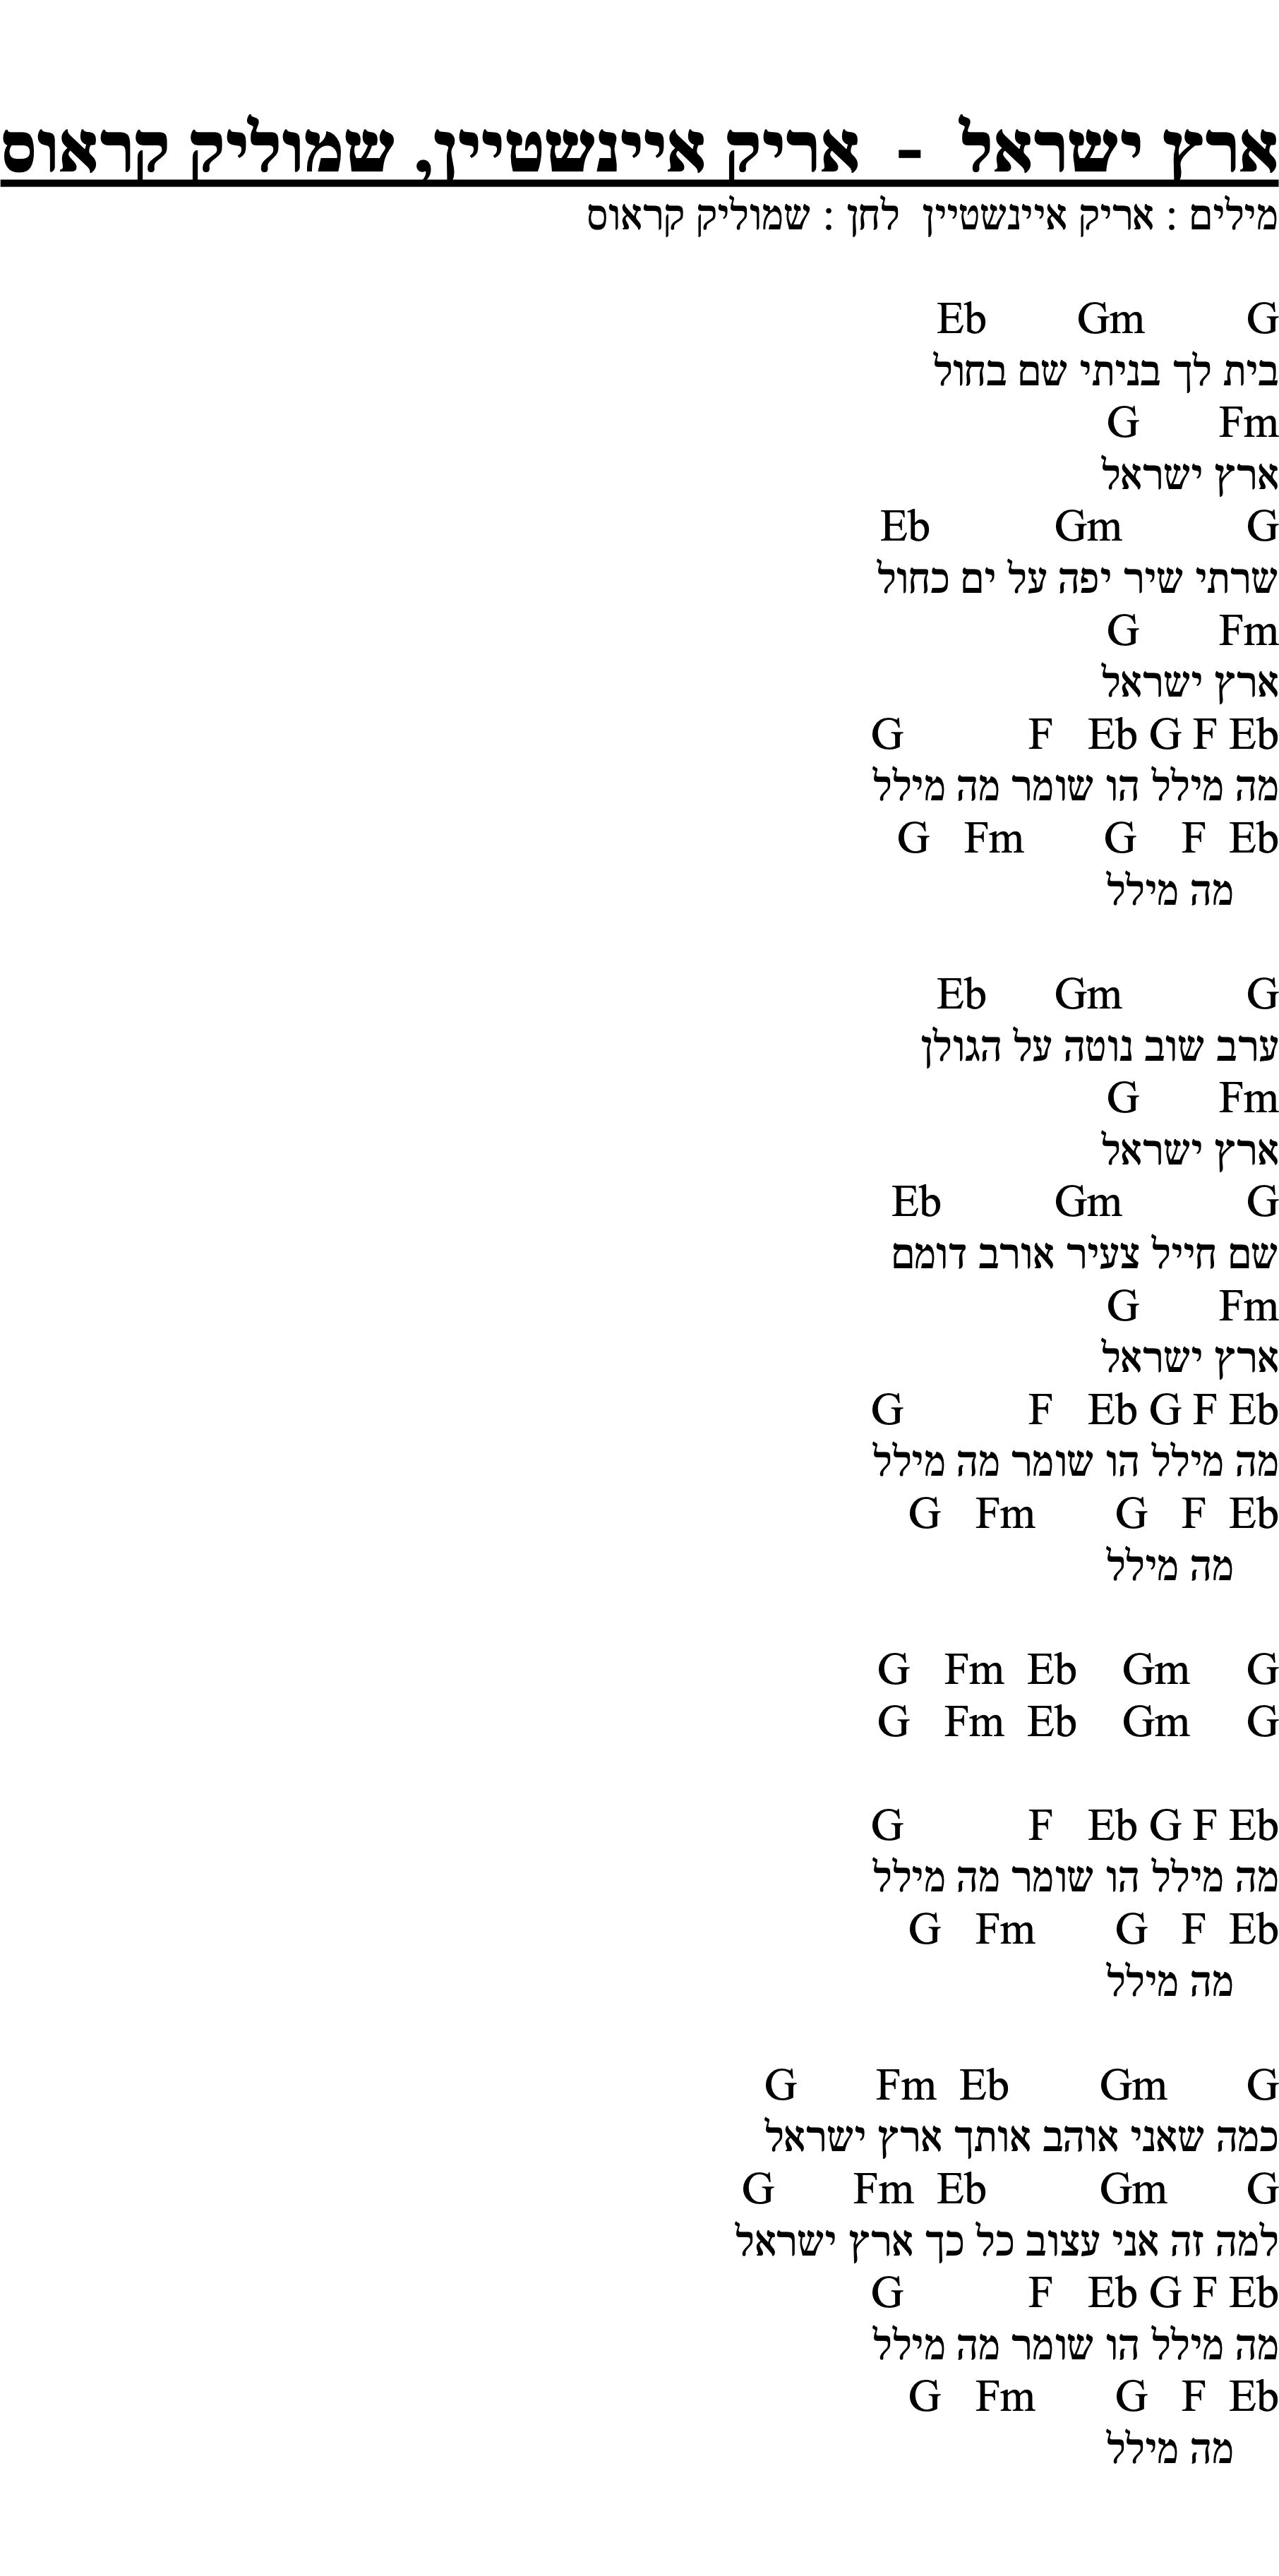 ארץ ישראל - אריק איינשטיין, שמוליק קראוס
מילים : אריק איינשטיין לחן : שמוליק קראוס
G Gm Eb
בית לך בניתי שם בחול
Fm G
ארץ ישראל
G Gm Eb
שרתי שיר יפה על ים כחול
Fm G
ארץ ישראל
Eb F G Eb F G
מה מילל הו שומר מה מילל
Eb F G Fm G
מה מילל
G Gm Eb
ערב שוב נוטה על הגולן
Fm G
ארץ ישראל
G Gm Eb
שם חייל צעיר אורב דומם
Fm G
ארץ ישראל
Eb F G Eb F G
מה מילל הו שומר מה מילל
Eb F G Fm G
מה מילל
G Gm Eb Fm G
G Gm Eb Fm G
Eb F G Eb F G
מה מילל הו שומר מה מילל
Eb F G Fm G
מה מילל
G Gm Eb Fm G
כמה שאני אוהב אותך ארץ ישראל
G Gm Eb Fm G
למה זה אני עצוב כל כך ארץ ישראל
Eb F G Eb F G
מה מילל הו שומר מה מילל
Eb F G Fm G
מה מילל